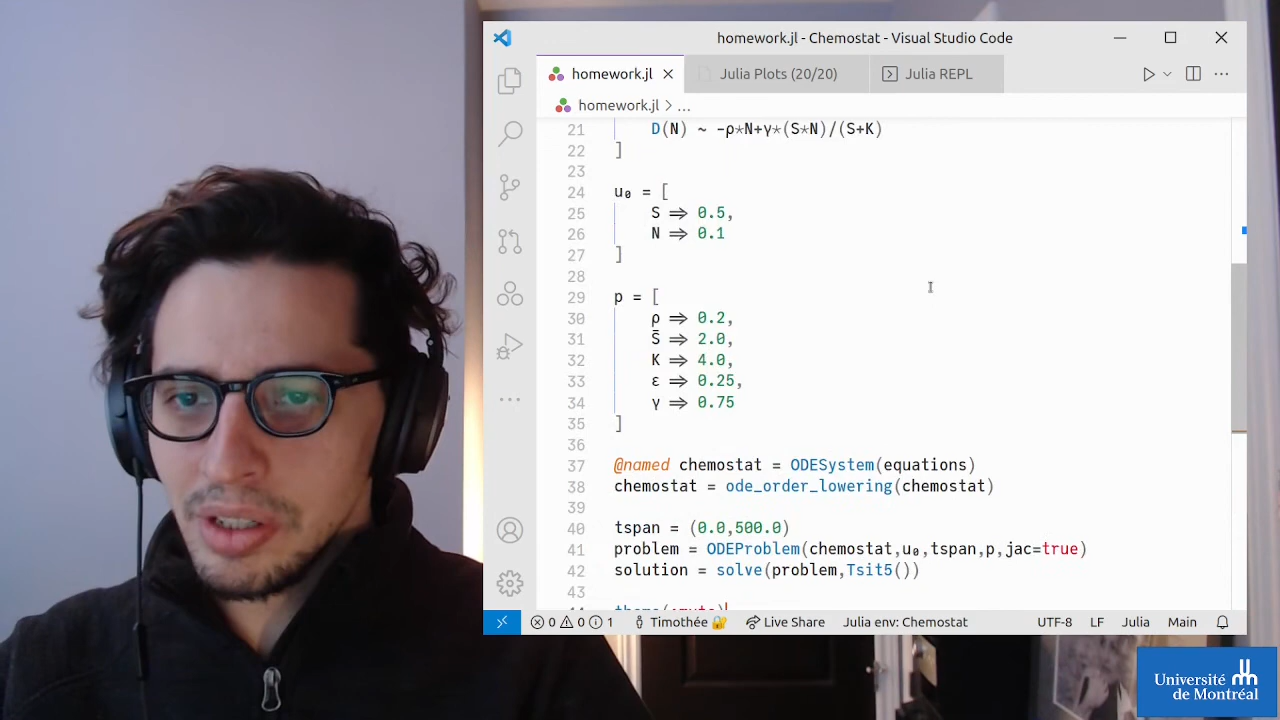 homework.jl - Chemostat - Visual Studio Code
homework.jl
Julia Plots (20/20)
Julia REPL
homework.jl > ...
21 D(N) ~ -ρ*N+γ*(S*N)/(S+K)
22 ]
23
24 u₀ = [
25 S => 0.5,
26 N => 0.1
27 ]
28
29 p = [
30 ρ => 0.2,
31 S̄ => 2.0,
32 K => 4.0,
33 ε => 0.25,
34 γ => 0.75
35 ]
36
37 @named chemostat = ODESystem(equations)
38 chemostat = ode_order_lowering(chemostat)
39
40 tspan = (0.0,500.0)
41 problem = ODEProblem(chemostat,u₀,tspan,p,jac=true)
42 solution = solve(problem,Tsit5())
43
0 0 1 Timothée Live Share Julia env: Chemostat UTF-8 LF Julia Main
Université
de Montréal